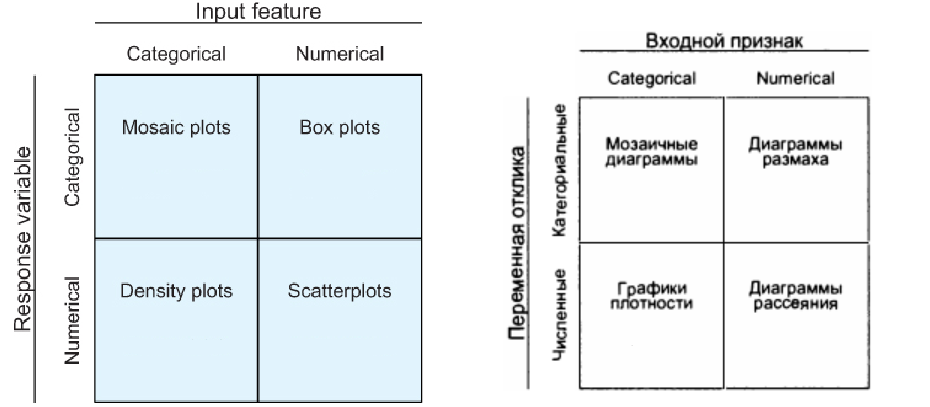 Input feature
Categorical Numerical
Response variable
Categorical
Mosaic plots Box plots
Numerical
Density plots Scatterplots
Входной признак
Categorical Numerical
Переменная отклика
Категориальные
Мозаичные
диаграммы
Диаграммы
размаха
Численные
Графики
плотности
Диаграммы
рассеяния